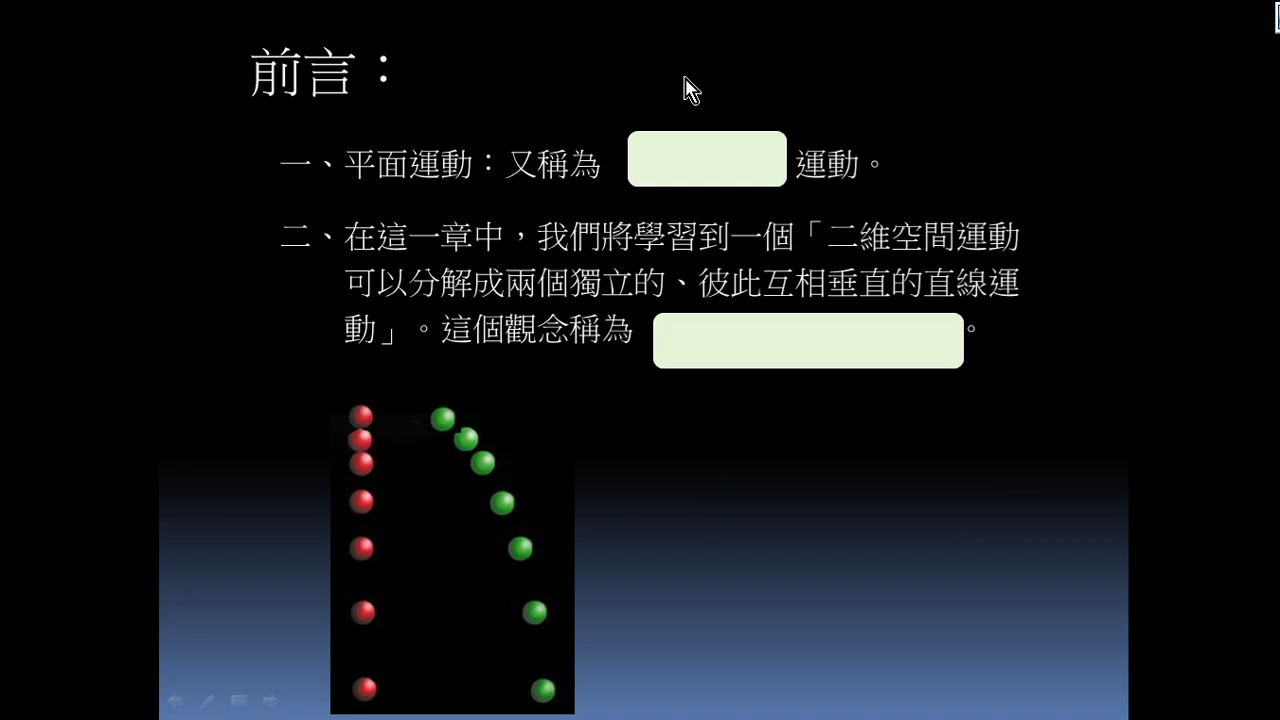 前言：
一、平面運動：又稱為 運動。
二、在這一章中，我們將學習到一個「二維空間運動
可以分解成兩個獨立的、彼此互相垂直的直線運
動」。這個觀念稱為 。